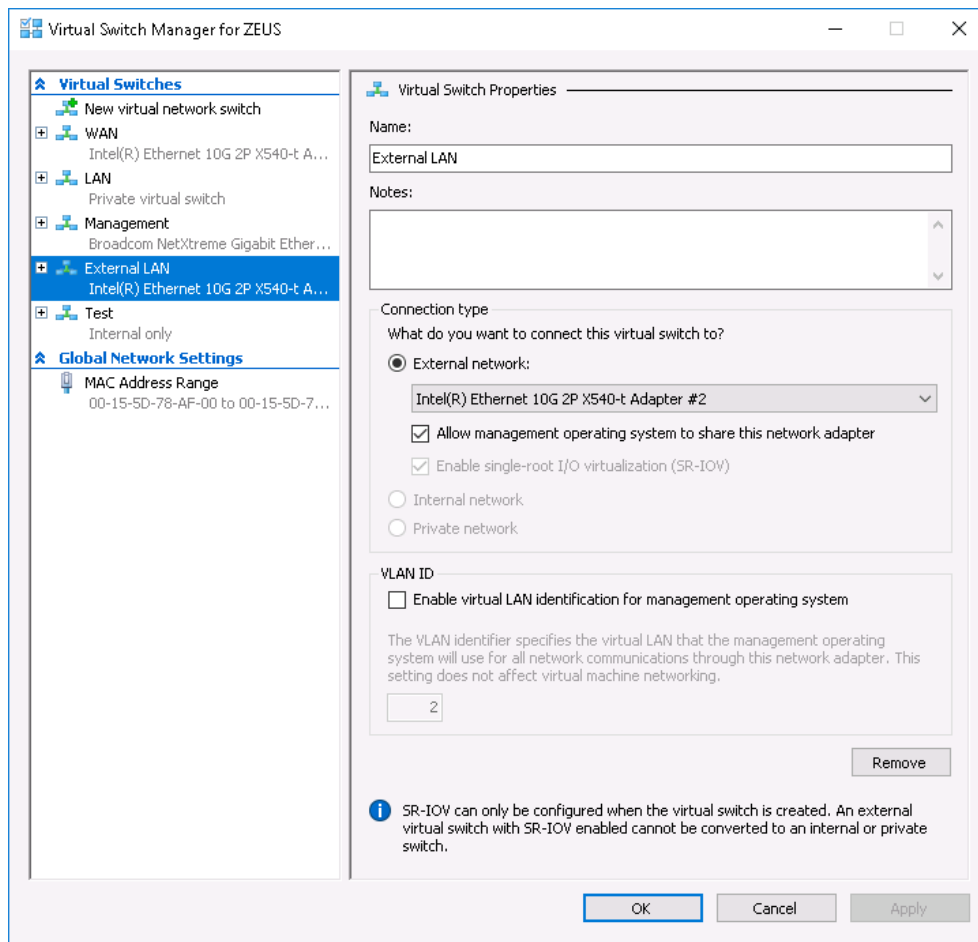 Virtual Switch Manager for ZEUS
Virtual Switches
New virtual network switch
WAN
Intel(R) Ethernet 10G 2P X540-t A...
LAN
Private virtual switch
Management
Broadcom NetXtreme Gigabit Ether...
External LAN
Intel(R) Ethernet 10G 2P X540-t A...
Test
Internal only
Global Network Settings
MAC Address Range
00-15-5D-78-AF-00 to 00-15-5D-7...
Virtual Switch Properties
Name:
External LAN
Notes:
Connection type
What do you want to connect this virtual switch to?
External network:
Intel(R) Ethernet 10G 2P X540-t Adapter #2
Allow management operating system to share this network adapter
Enable single-root I/O virtualization (SR-IOV)
Internal network
Private network
VLAN ID
Enable virtual LAN identification for management operating system
The VLAN identifier specifies the virtual LAN that the management operating
system will use for all network communications through this network adapter. This
setting does not affect virtual machine networking.
2
Remove
SR-IOV can only be configured when the virtual switch is created. An external
virtual switch with SR-IOV enabled cannot be converted to an internal or private
switch.
OK
Cancel
Apply